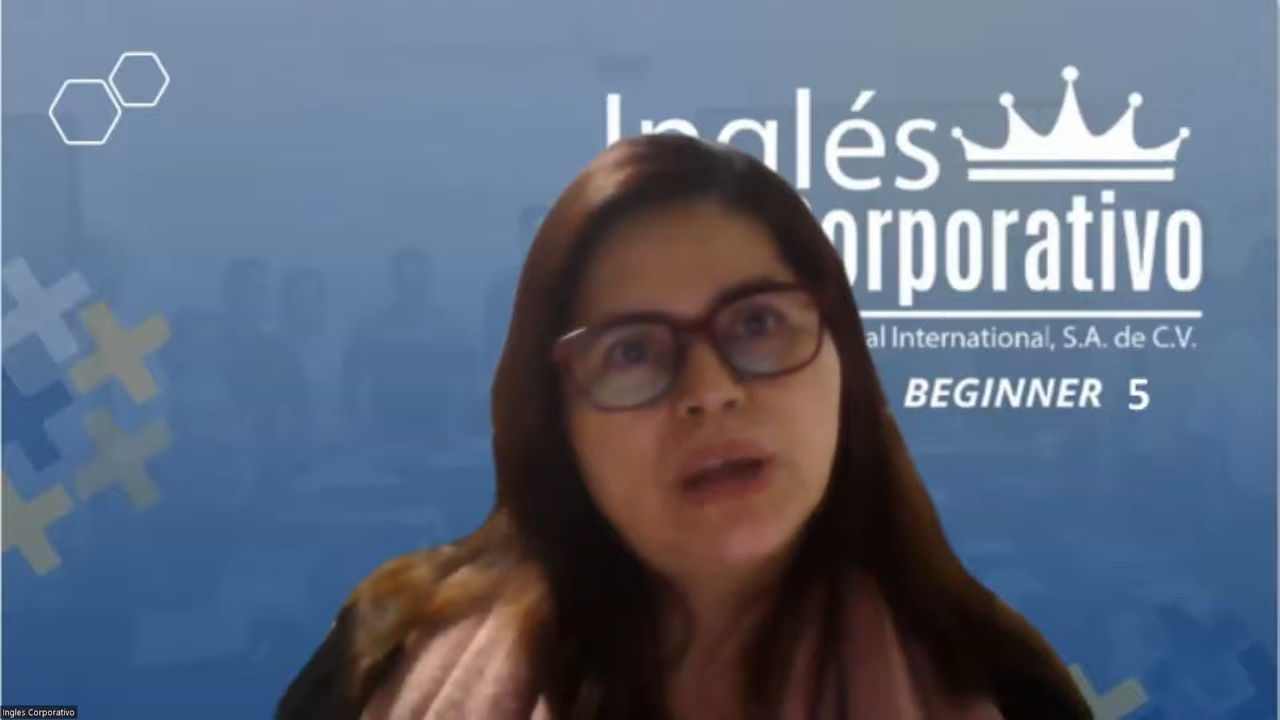 Inglés
orporativo
al International, S.A. de C.V.
BEGINNER 5
Ingles Corporativo